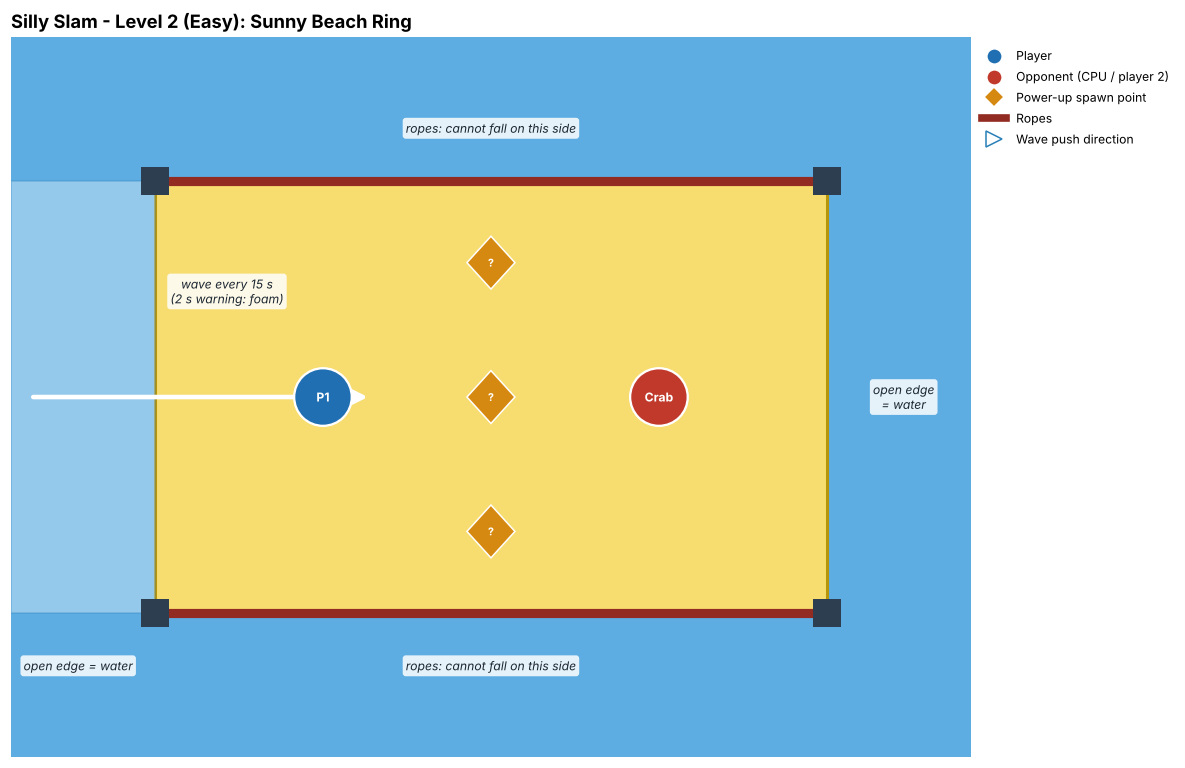 Silly Slam - Level 2 (Easy): Sunny Beach Ring
Player
Opponent (CPU / player 2)
Power-up spawn point
Ropes
Wave push direction
ropes: cannot fall on this side
?
wave every 15 s
(2 s warning: foam)
P1
?
Crab
open edge
= water
?
open edge = water
ropes: cannot fall on this side